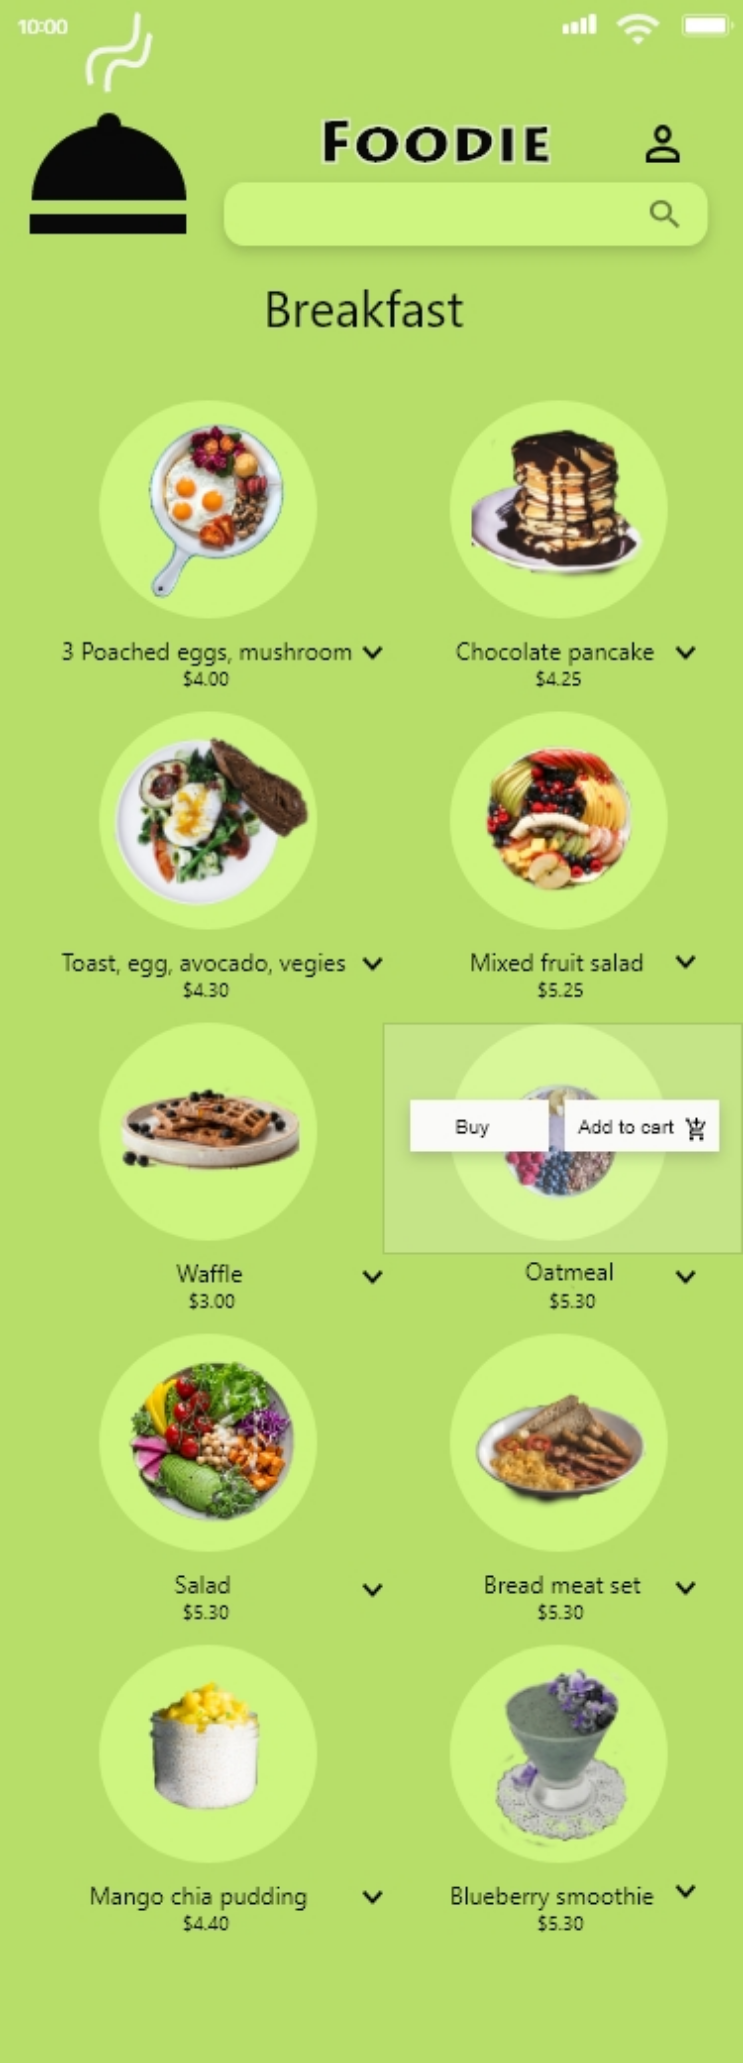 10:00
FOODIE
Breakfast
3 Poached eggs, mushroom
$4.00
Chocolate pancake
$4.25
Toast, egg, avocado, vegies
$4.30
Mixed fruit salad
$5.25
Buy
Add to cart
Waffle
$3.00
Oatmeal
$5.30
Salad
$5.30
Bread meat set
$5.30
Mango chia pudding
$4.40
Blueberry smoothie
$5.30